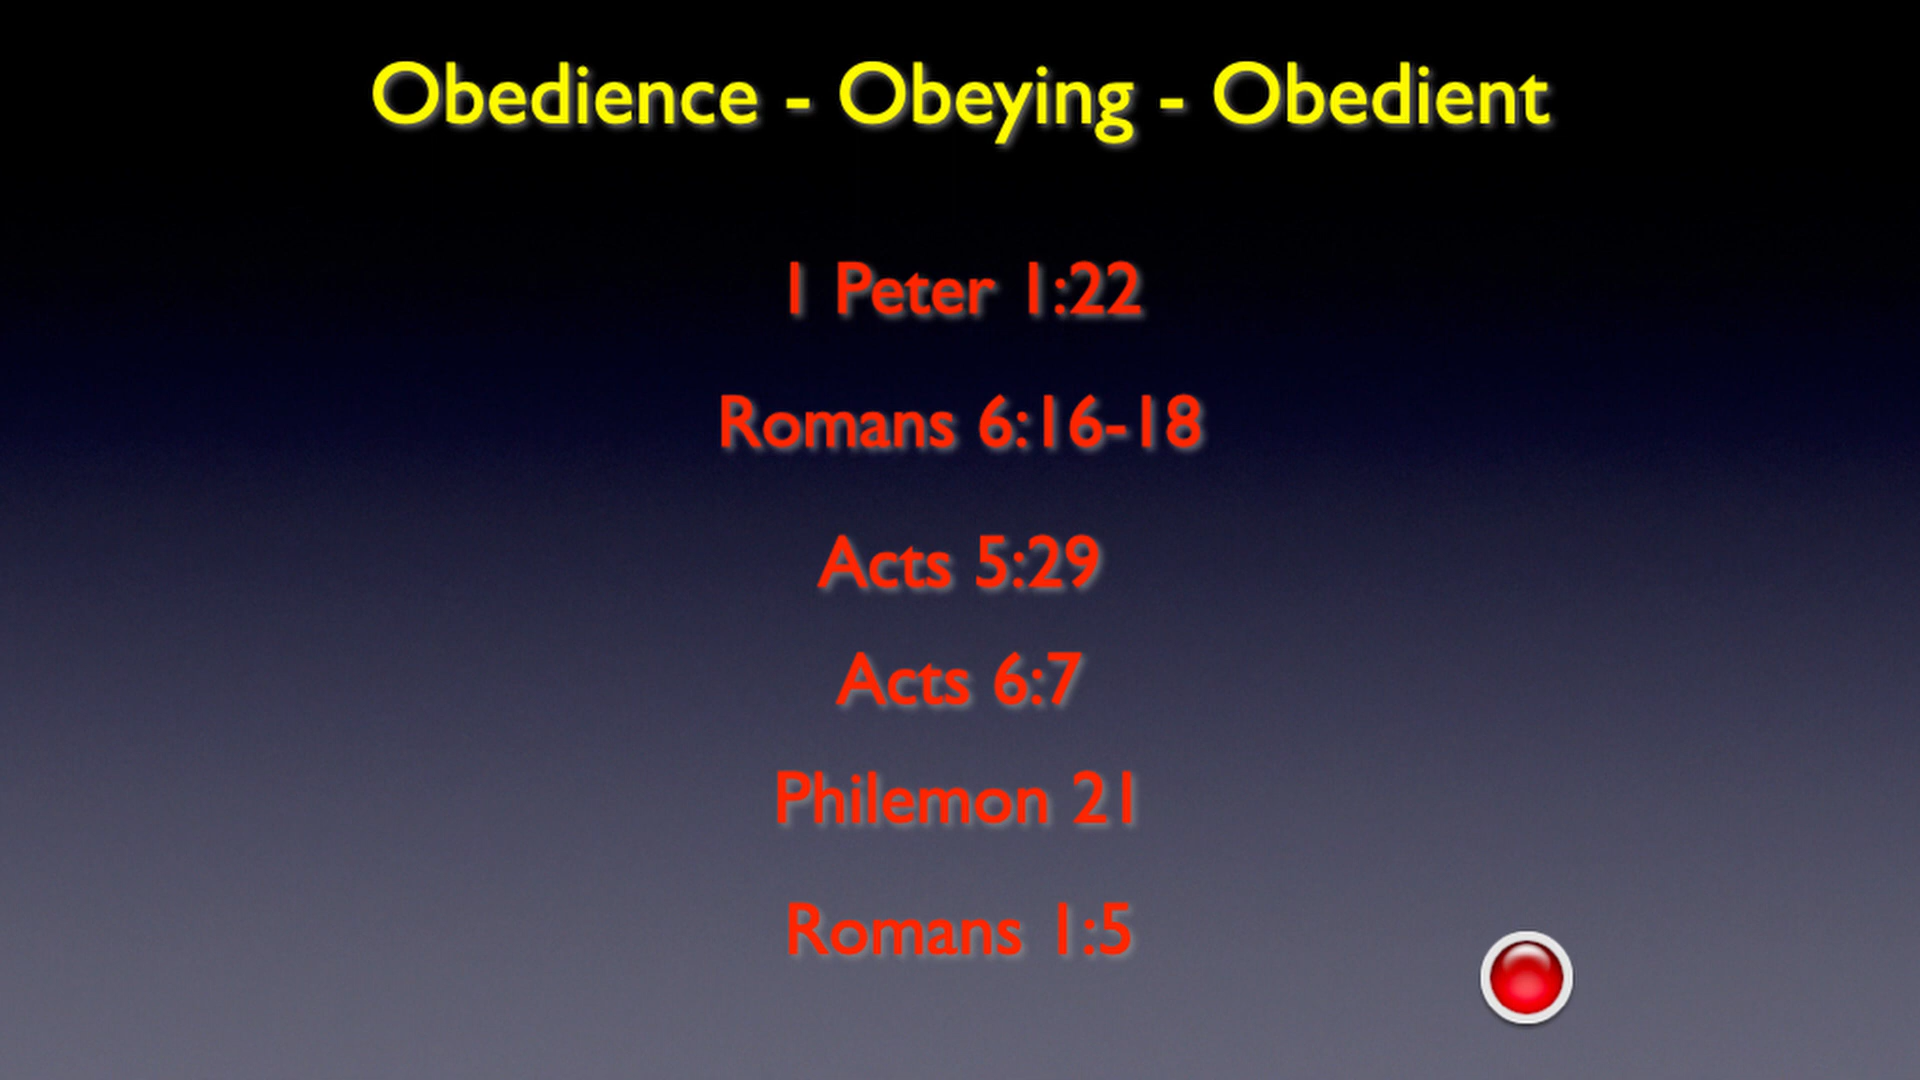 Obedience - Obeying - Obedient
1 Peter 1:22
Romans 6:16-18
Acts 5:29
Acts 6:7
Philemon 21
Romans 1:5